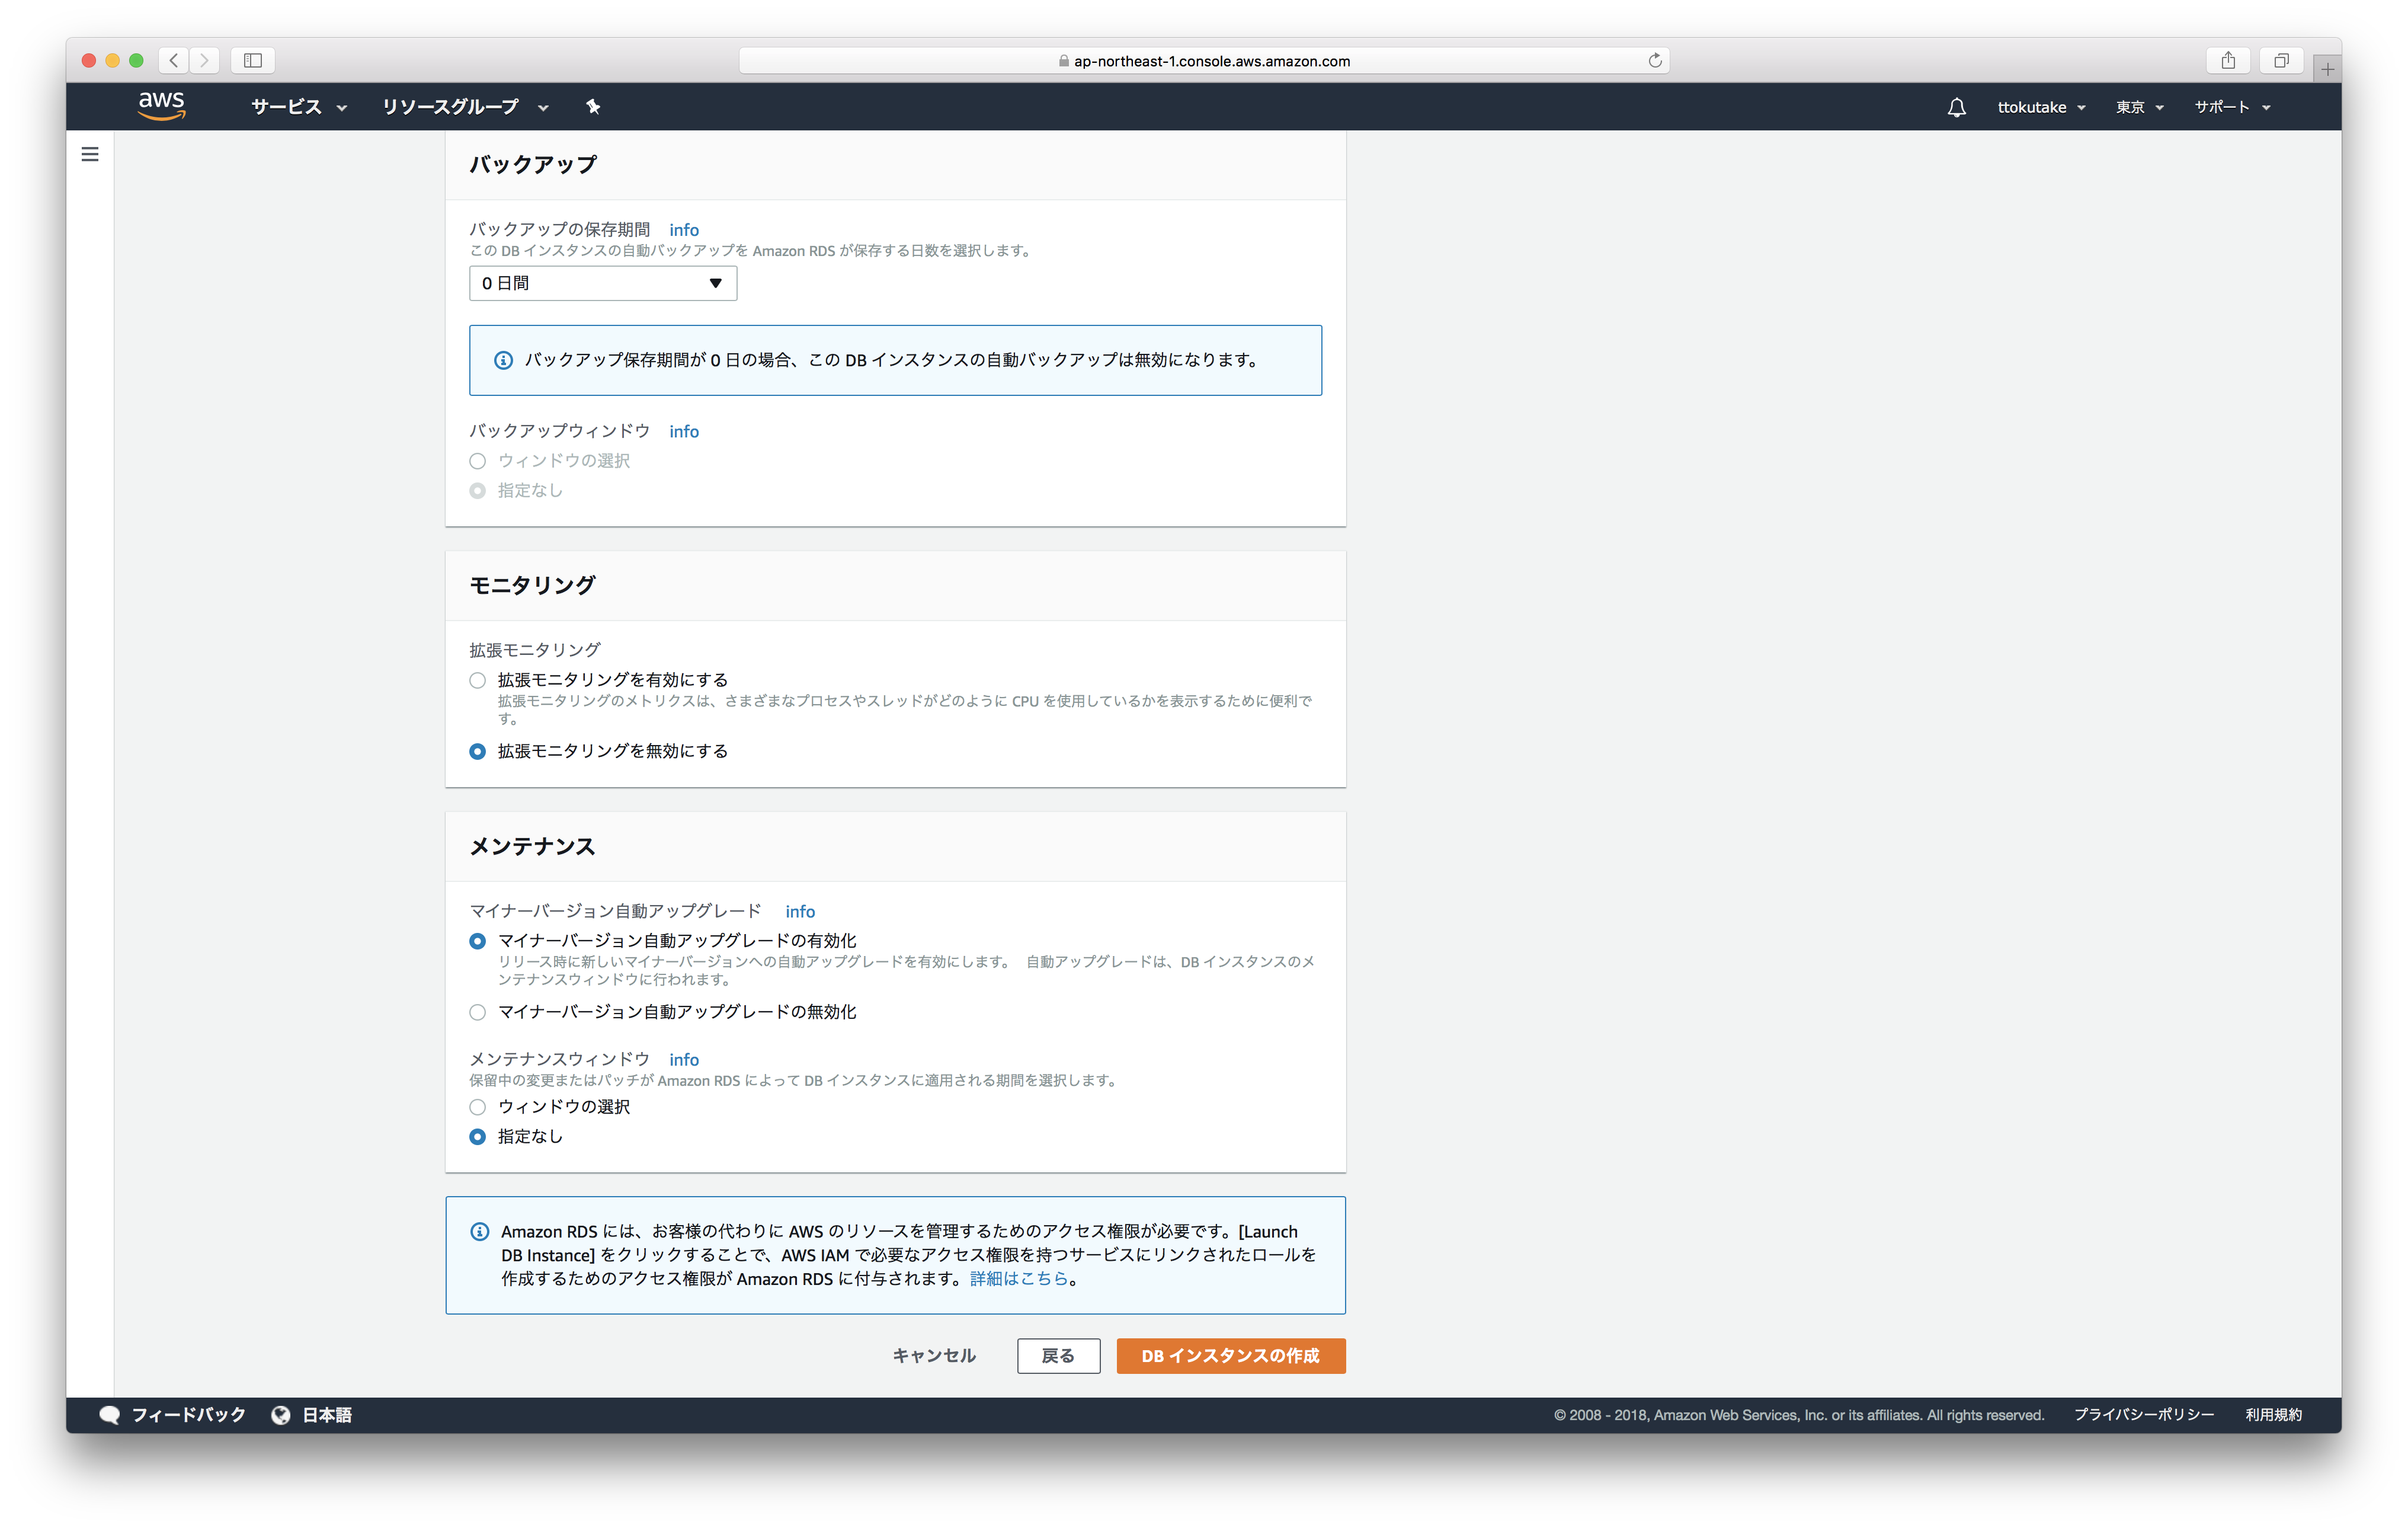 ap-northeast-1.console.aws.amazon.com
aws サービス リソースグループ ttokutake 東京 サポート
バックアップ
バックアップの保存期間 info
この DB インスタンスの自動バックアップを Amazon RDS が保存する日数を選択します。
0 日間
バックアップ保存期間が 0 日の場合、この DB インスタンスの自動バックアップは無効になります。
バックアップウィンドウ info
ウィンドウの選択
指定なし
モニタリング
拡張モニタリング
拡張モニタリングを有効にする
拡張モニタリングのメトリクスは、さまざまなプロセスやスレッドがどのように CPU を使用しているかを表示するために便利で
す。
拡張モニタリングを無効にする
メンテナンス
マイナーバージョン自動アップグレード info
マイナーバージョン自動アップグレードの有効化
リリース時に新しいマイナーバージョンへの自動アップグレードを有効にします。 自動アップグレードは、DB インスタンスのメ
ンテナンスウィンドウに行われます。
マイナーバージョン自動アップグレードの無効化
メンテナンスウィンドウ info
保留中の変更またはパッチが Amazon RDS によって DB インスタンスに適用される期間を選択します。
ウィンドウの選択
指定なし
Amazon RDS には、お客様の代わりに AWS のリソースを管理するためのアクセス権限が必要です。[Launch
DB Instance] をクリックすることで、AWS IAM で必要なアクセス権限を持つサービスにリンクされたロールを
作成するためのアクセス権限が Amazon RDS に付与されます。詳細はこちら。
キャンセル 戻る DB インスタンスの作成
フィードバック 日本語 © 2008 - 2018, Amazon Web Services, Inc. or its affiliates. All rights reserved. プライバシーポリシー 利用規約